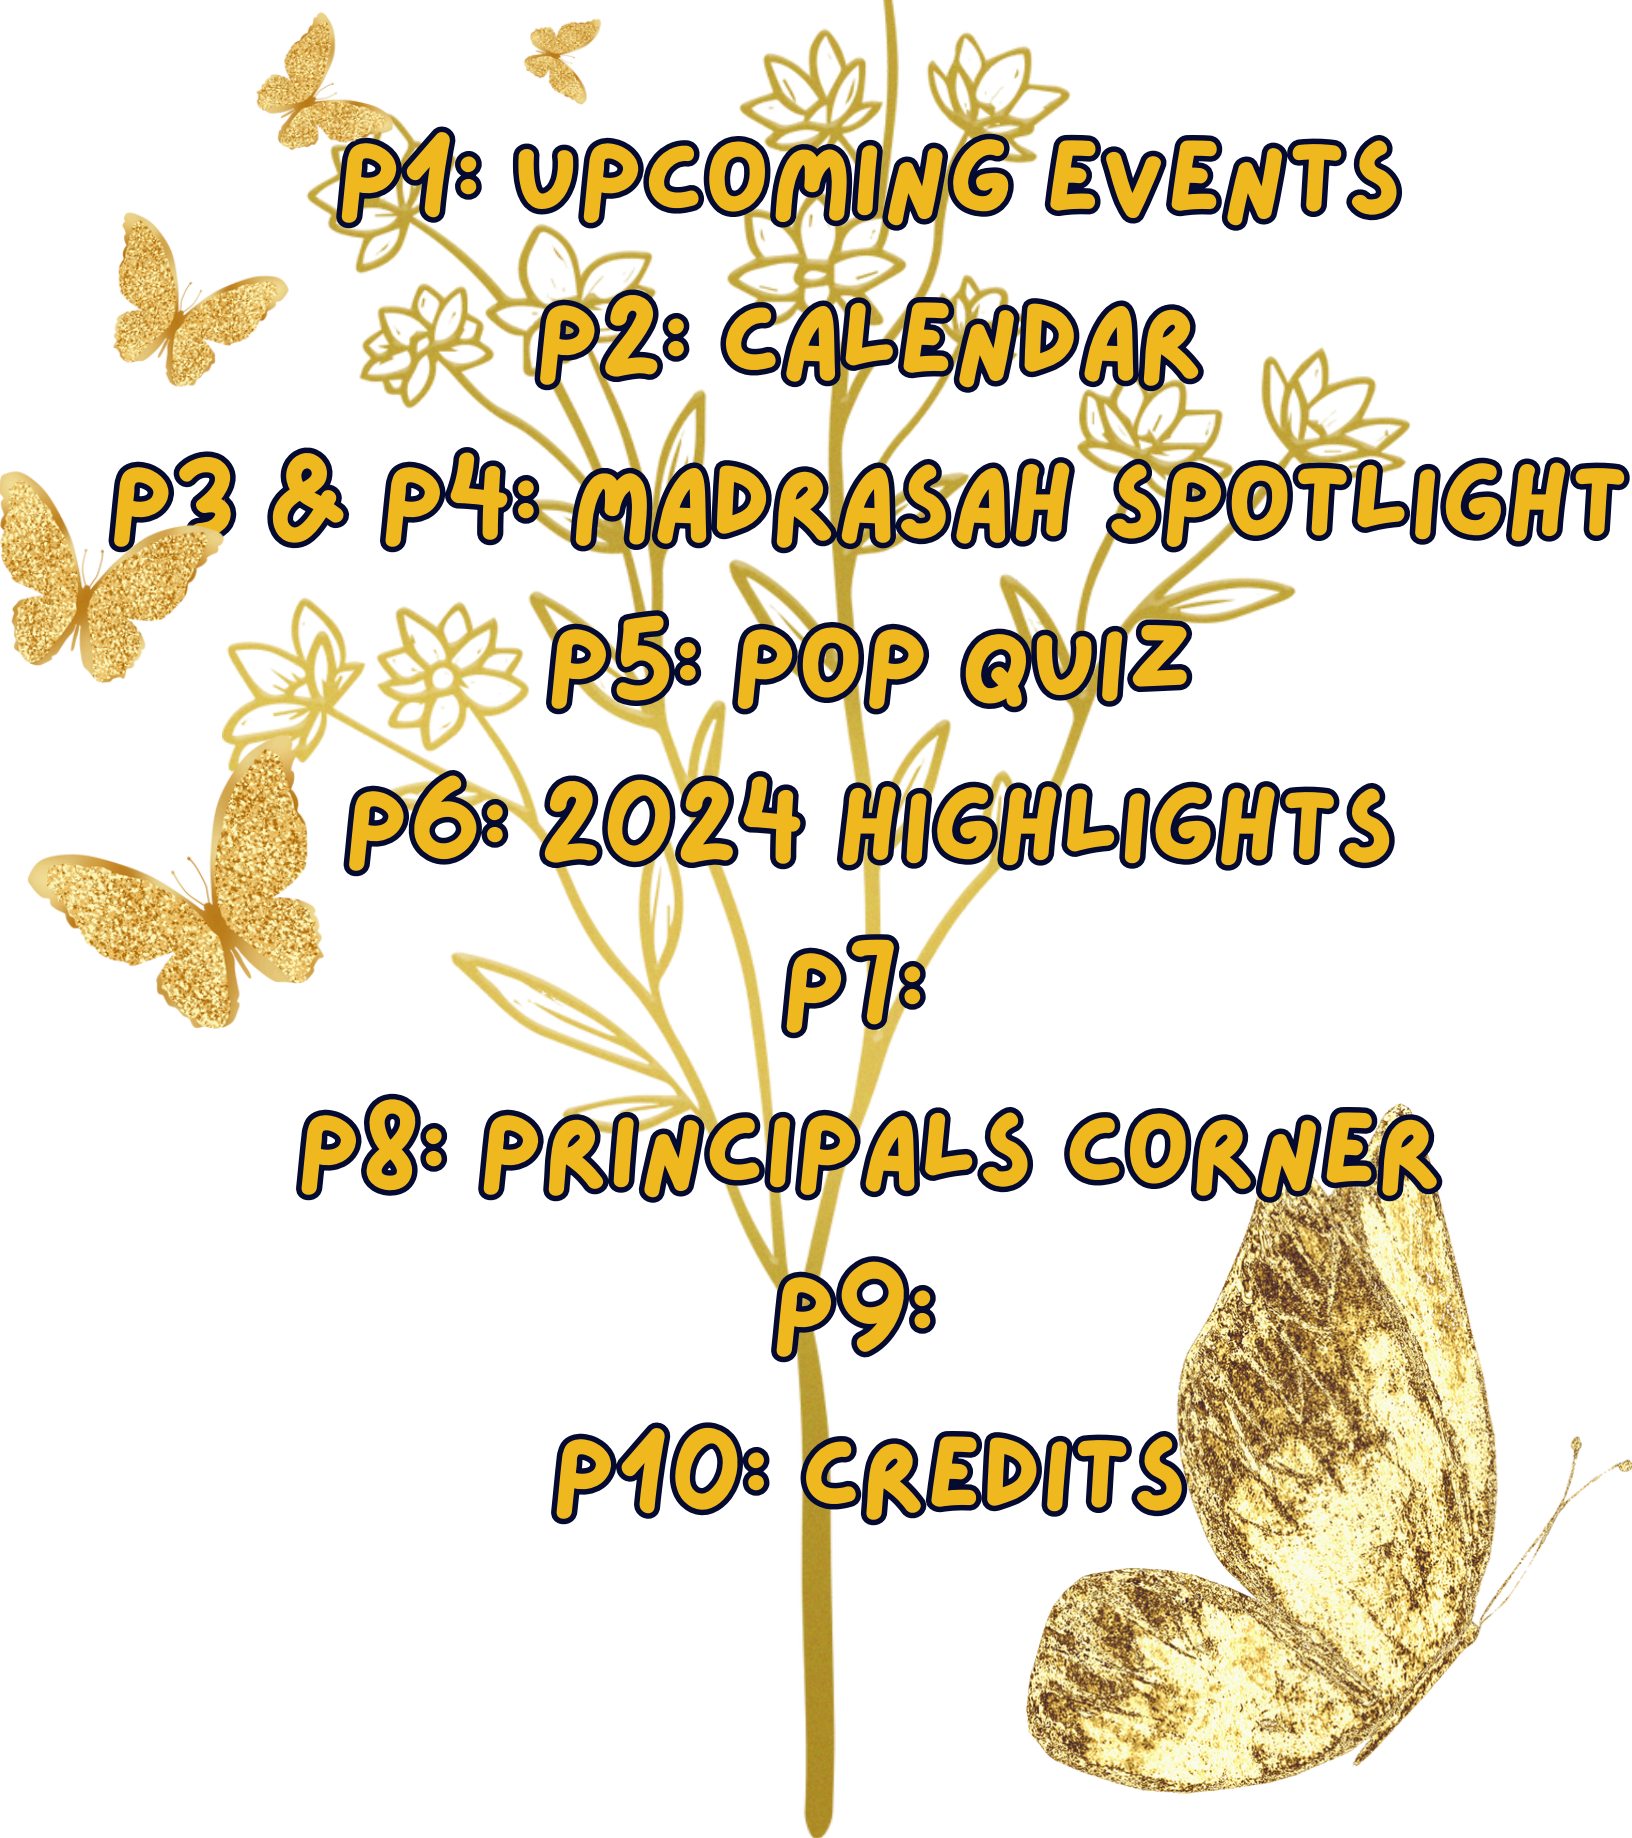 P1: UPCOMING EVENTS
P2: CALENDAR
P3 & P4: MADRASAH SPOTLIGHT
P5: POP QUIZ
P6: 2024 HIGHLIGHTS
P7:
P8: PRINCIPALS CORNER
P9:
P10: CREDITS